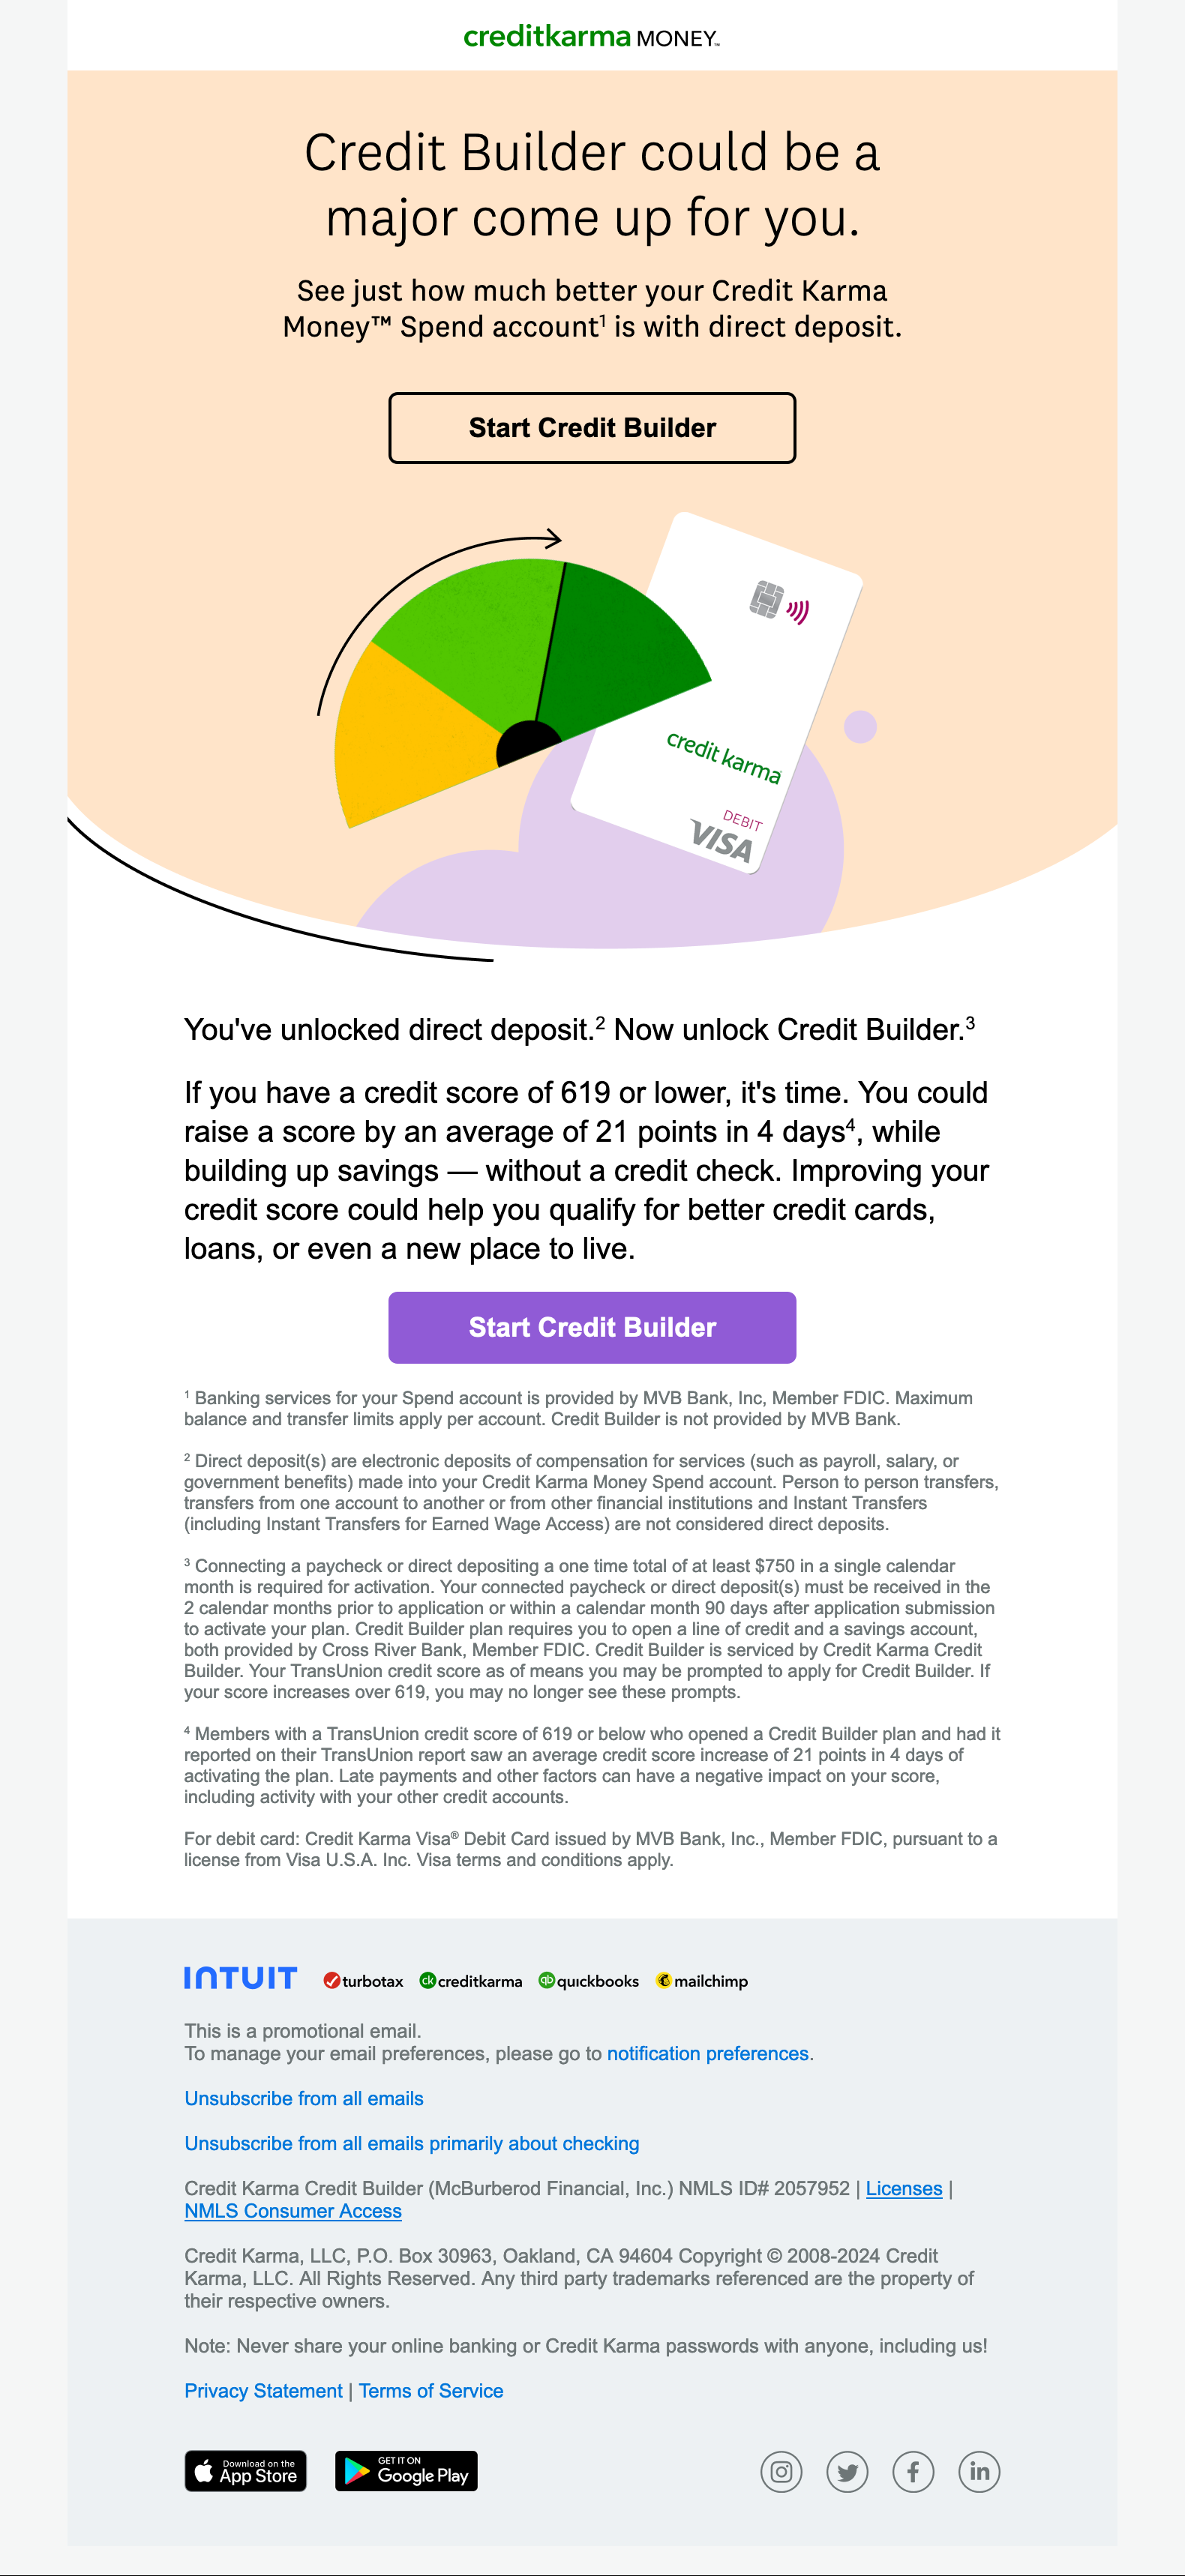 creditkarma MONEY™
Credit Builder could be a
major come up for you.
See just how much better your Credit Karma
Money™ Spend account¹ is with direct deposit.
Start Credit Builder
credit karma
DEBIT
VISA
You've unlocked direct deposit.² Now unlock Credit Builder.³
If you have a credit score of 619 or lower, it's time. You could
raise a score by an average of 21 points in 4 days⁴, while
building up savings — without a credit check. Improving your
credit score could help you qualify for better credit cards,
loans, or even a new place to live.
Start Credit Builder
¹ Banking services for your Spend account is provided by MVB Bank, Inc, Member FDIC. Maximum
balance and transfer limits apply per account. Credit Builder is not provided by MVB Bank.
² Direct deposit(s) are electronic deposits of compensation for services (such as payroll, salary, or
government benefits) made into your Credit Karma Money Spend account. Person to person transfers,
transfers from one account to another or from other financial institutions and Instant Transfers
(including Instant Transfers for Earned Wage Access) are not considered direct deposits.
³ Connecting a paycheck or direct depositing a one time total of at least $750 in a single calendar
month is required for activation. Your connected paycheck or direct deposit(s) must be received in the
2 calendar months prior to application or within a calendar month 90 days after application submission
to activate your plan. Credit Builder plan requires you to open a line of credit and a savings account,
both provided by Cross River Bank, Member FDIC. Credit Builder is serviced by Credit Karma Credit
Builder. Your TransUnion credit score as of means you may be prompted to apply for Credit Builder. If
your score increases over 619, you may no longer see these prompts.
⁴ Members with a TransUnion credit score of 619 or below who opened a Credit Builder plan and had it
reported on their TransUnion report saw an average credit score increase of 21 points in 4 days of
activating the plan. Late payments and other factors can have a negative impact on your score,
including activity with your other credit accounts.
For debit card: Credit Karma Visa® Debit Card issued by MVB Bank, Inc., Member FDIC, pursuant to a
license from Visa U.S.A. Inc. Visa terms and conditions apply.
INTUIT turbotax ck creditkarma qb quickbooks mailchimp
This is a promotional email.
To manage your email preferences, please go to notification preferences.
Unsubscribe from all emails
Unsubscribe from all emails primarily about checking
Credit Karma Credit Builder (McBurberod Financial, Inc.) NMLS ID# 2057952 | Licenses |
NMLS Consumer Access
Credit Karma, LLC, P.O. Box 30963, Oakland, CA 94604 Copyright © 2008-2024 Credit
Karma, LLC. All Rights Reserved. Any third party trademarks referenced are the property of
their respective owners.
Note: Never share your online banking or Credit Karma passwords with anyone, including us!
Privacy Statement | Terms of Service
Download on the
App Store
GET IT ON
Google Play